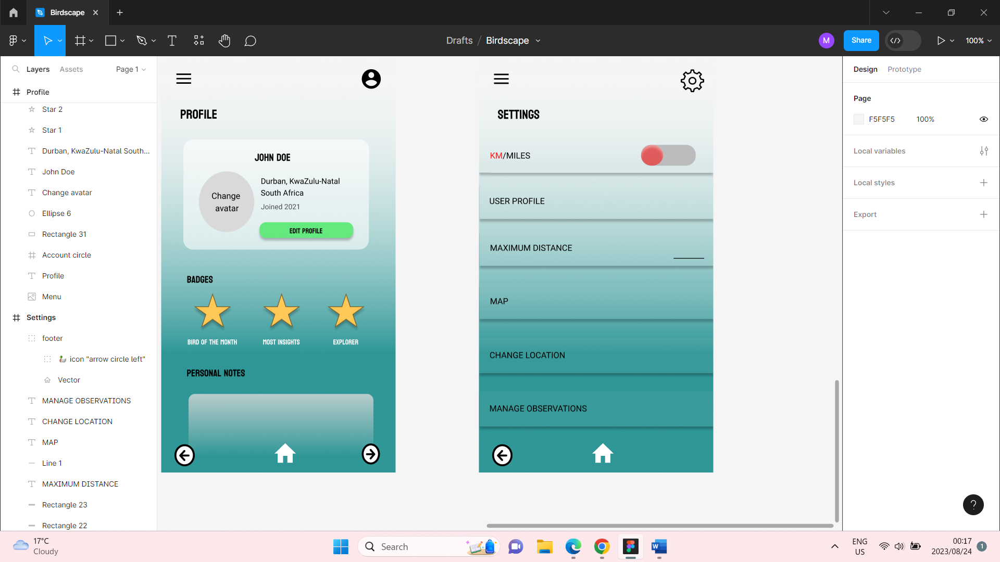 Birdscape
Drafts / Birdscape
M
Share
100%
Layers
Assets
Page 1
Profile
Star 2
Star 1
Durban, KwaZulu-Natal South...
John Doe
Change avatar
Ellipse 6
Rectangle 31
Account circle
Profile
Menu
Settings
footer
icon "arrow circle left"
Vector
MANAGE OBSERVATIONS
CHANGE LOCATION
MAP
Line 1
MAXIMUM DISTANCE
Rectangle 23
Rectangle 22
PROFILE
JOHN DOE
Change
avatar
Durban, KwaZulu-Natal
South Africa
Joined 2021
EDIT PROFILE
BADGES
BIRD OF THE MONTH
MOST INSIGHTS
EXPLORER
PERSONAL NOTES
SETTINGS
KM/MILES
USER PROFILE
MAXIMUM DISTANCE
MAP
CHANGE LOCATION
MANAGE OBSERVATIONS
Design
Prototype
Page
F5F5F5
100%
Local variables
Local styles
Export
?
17°C
Cloudy
Search
W
ENG
US
00:17
2023/08/24
1